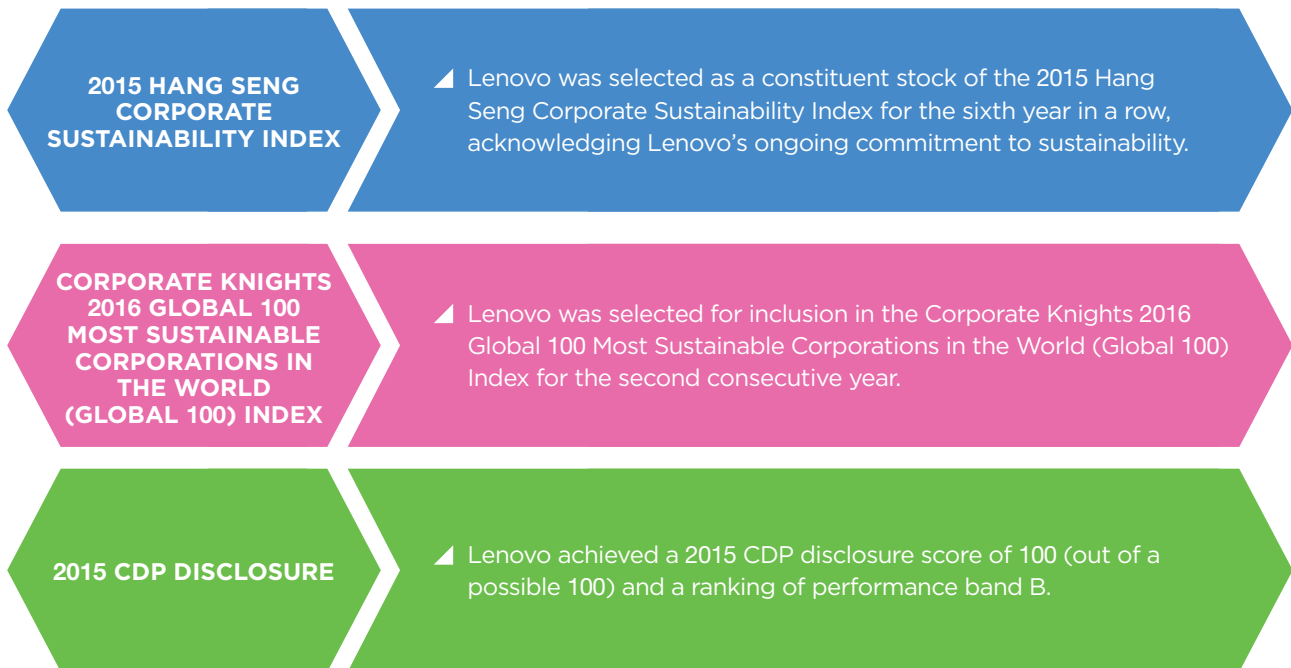 2015 HANG SENG
CORPORATE
SUSTAINABILITY INDEX
Lenovo was selected as a constituent stock of the 2015 Hang
Seng Corporate Sustainability Index for the sixth year in a row,
acknowledging Lenovo’s ongoing commitment to sustainability.
CORPORATE KNIGHTS
2016 GLOBAL 100
MOST SUSTAINABLE
CORPORATIONS IN
THE WORLD
(GLOBAL 100) INDEX
Lenovo was selected for inclusion in the Corporate Knights 2016
Global 100 Most Sustainable Corporations in the World (Global 100)
Index for the second consecutive year.
2015 CDP DISCLOSURE
Lenovo achieved a 2015 CDP disclosure score of 100 (out of a
possible 100) and a ranking of performance band B.